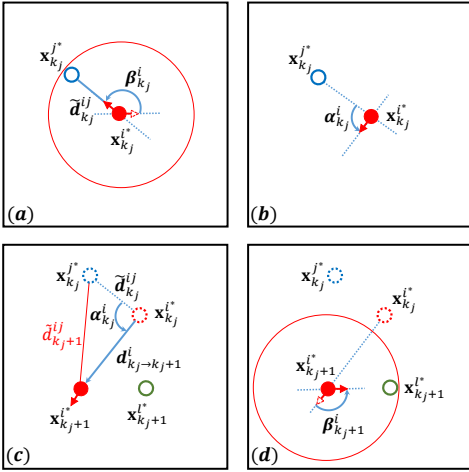 𝐱_{k_j}^{j*}
𝜷_{k_j}^{i}
d̃_{k_j}^{ij}
𝐱_{k_j}^{i*}
(a)
𝐱_{k_j}^{j*}
𝜶_{k_j}^{i}
𝐱_{k_j}^{i*}
(b)
𝐱_{k_j}^{j*}
d̃_{k_j}^{ij}
𝜶_{k_j}^{i}
𝐱_{k_j}^{i*}
d̃_{k_j+1}^{ij}
d_{k_j→k_j+1}^{i}
𝐱_{k_j+1}^{i*}
𝐱_{k_j+1}^{l*}
(c)
𝐱_{k_j}^{j*}
𝐱_{k_j}^{i*}
𝐱_{k_j+1}^{i*}
𝐱_{k_j+1}^{l*}
𝜷_{k_j+1}^{i}
(d)